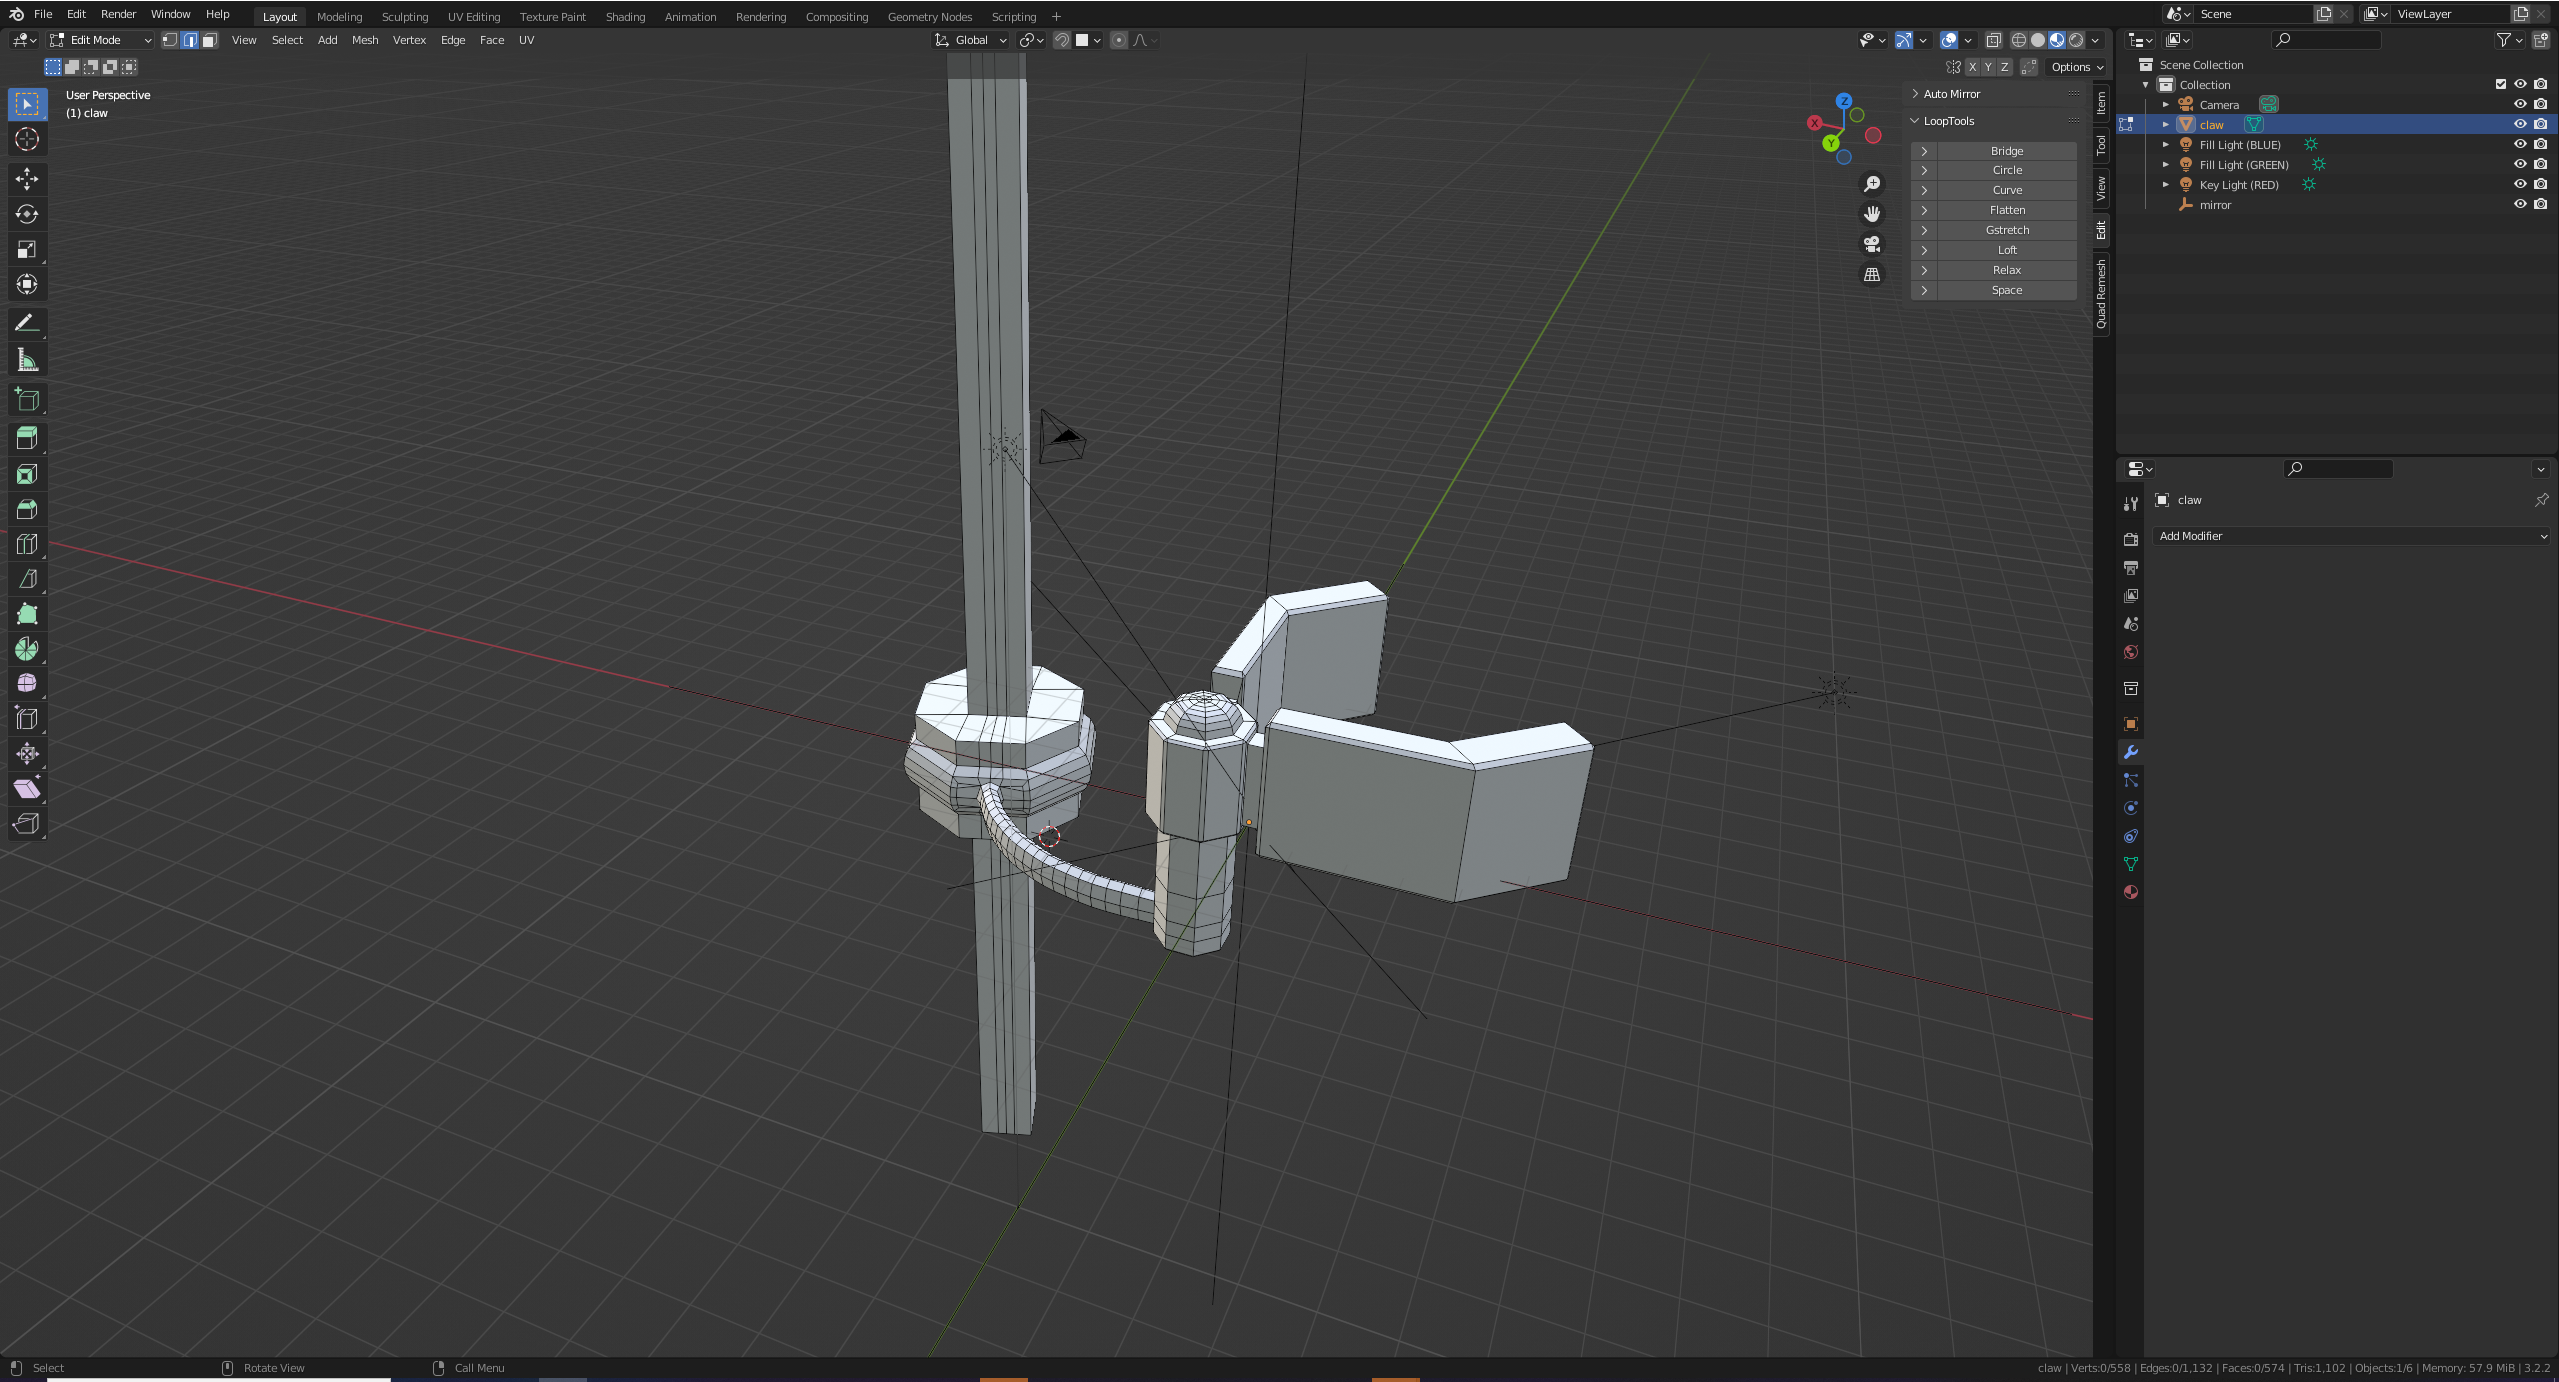 File Edit Render Window Help Layout Modeling Sculpting UV Editing Texture Paint Shading Animation Rendering Compositing Geometry Nodes Scripting + Scene ViewLayer
Edit Mode View Select Add Mesh Vertex Edge Face UV Global
X Y Z Options
User Perspective
(1) claw
Z
X
Y
Auto Mirror
LoopTools
Bridge
Circle
Curve
Flatten
Gstretch
Loft
Relax
Space
Item
Tool
View
Edit
Quad Remesh
Scene Collection
Collection
Camera
claw
Fill Light (BLUE)
Fill Light (GREEN)
Key Light (RED)
mirror
claw
Add Modifier
Select Rotate View Call Menu claw | Verts:0/558 | Edges:0/1,132 | Faces:0/574 | Tris:1,102 | Objects:1/6 | Memory: 57.9 MiB | 3.2.2